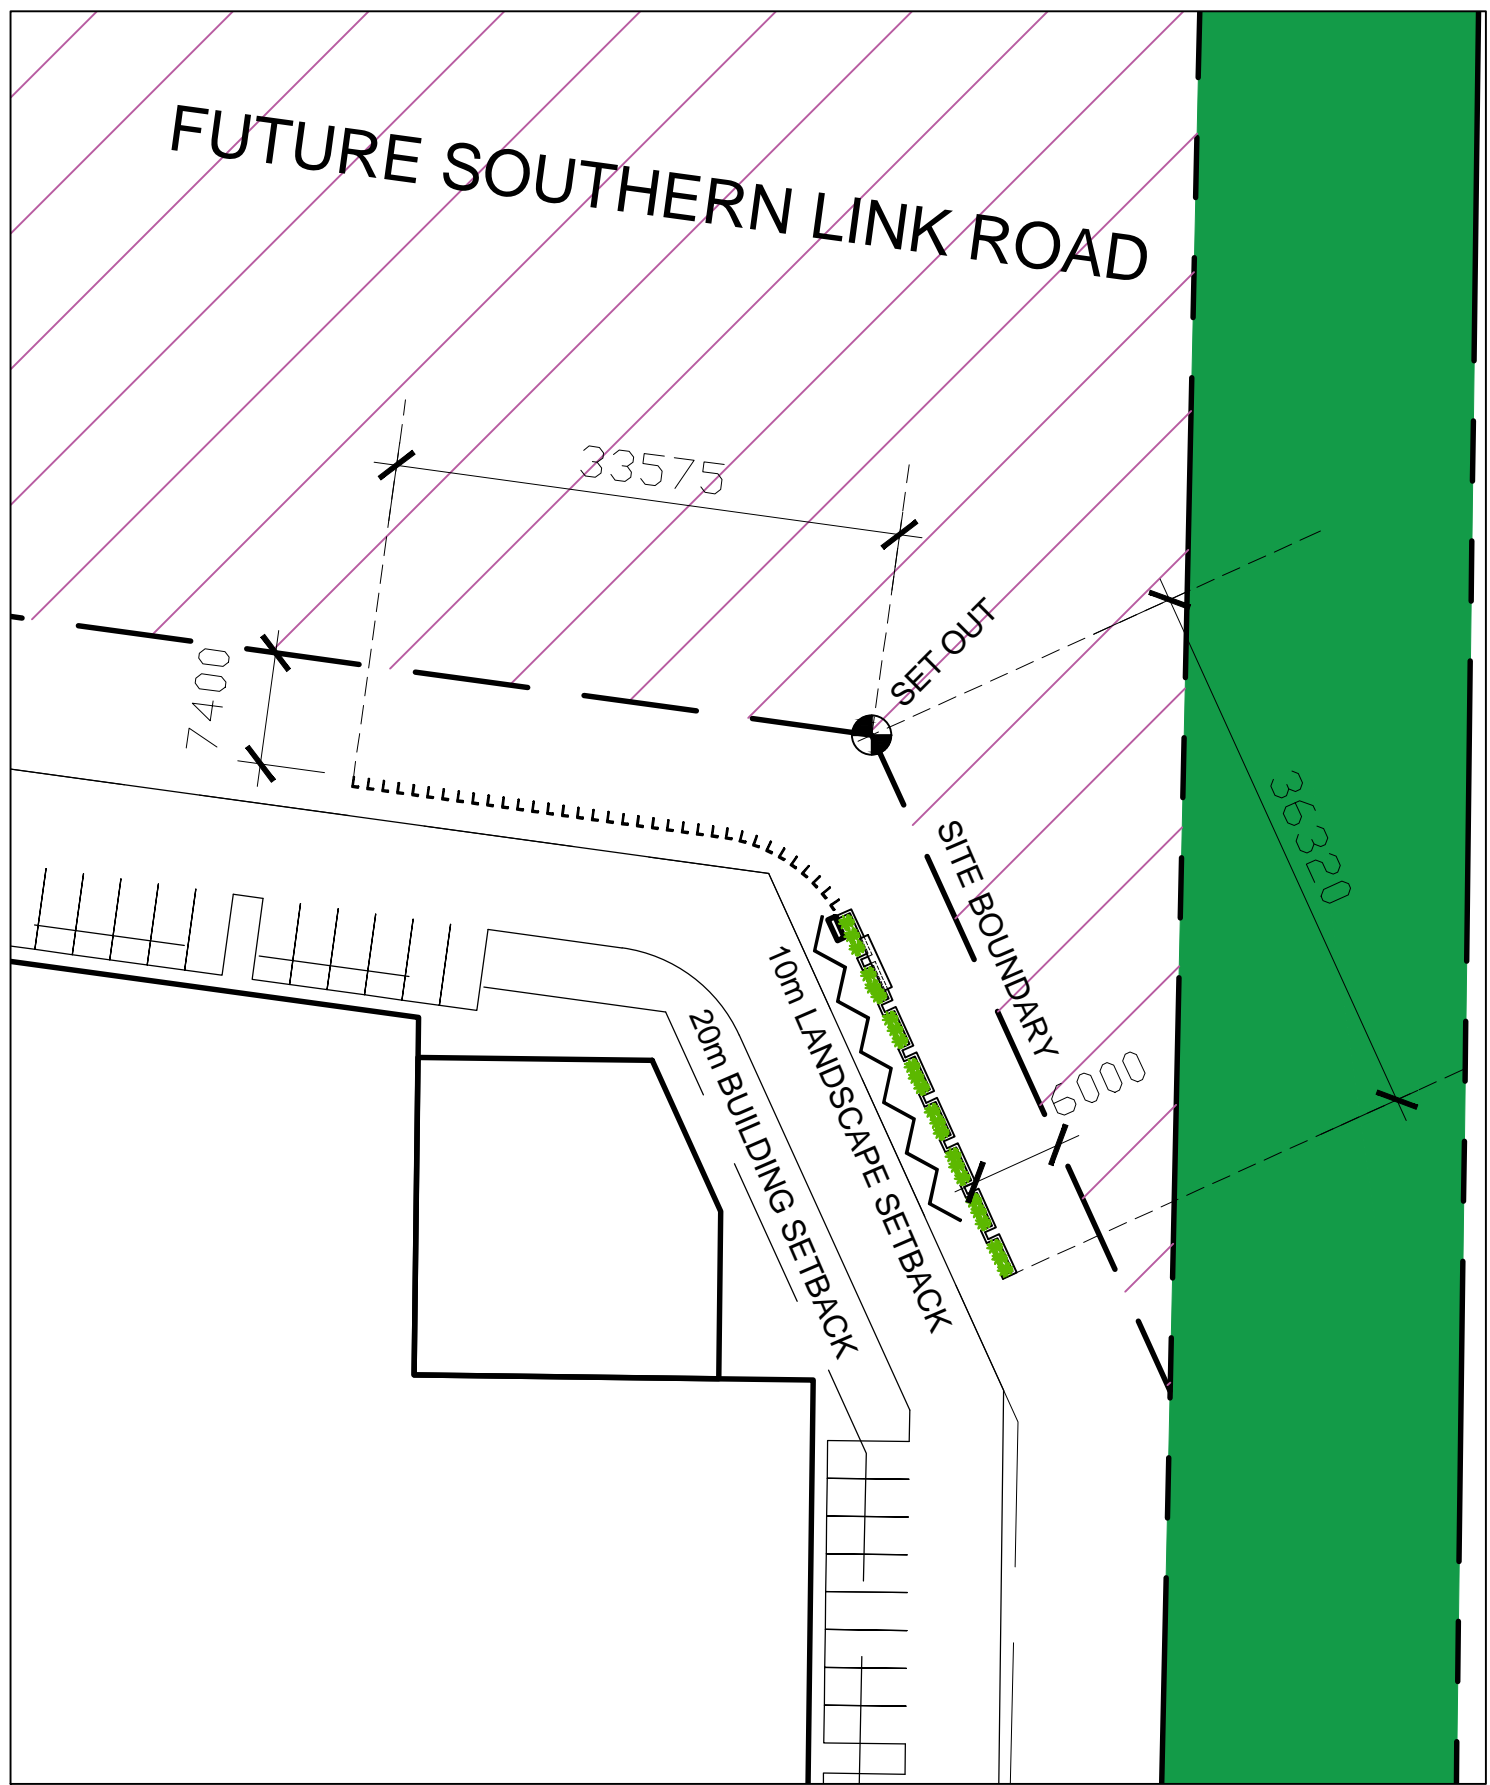 FUTURE SOUTHERN LINK ROAD
33575
SET OUT
7400
36320
SITE BOUNDARY
6000
10m LANDSCAPE SETBACK
20m BUILDING SETBACK